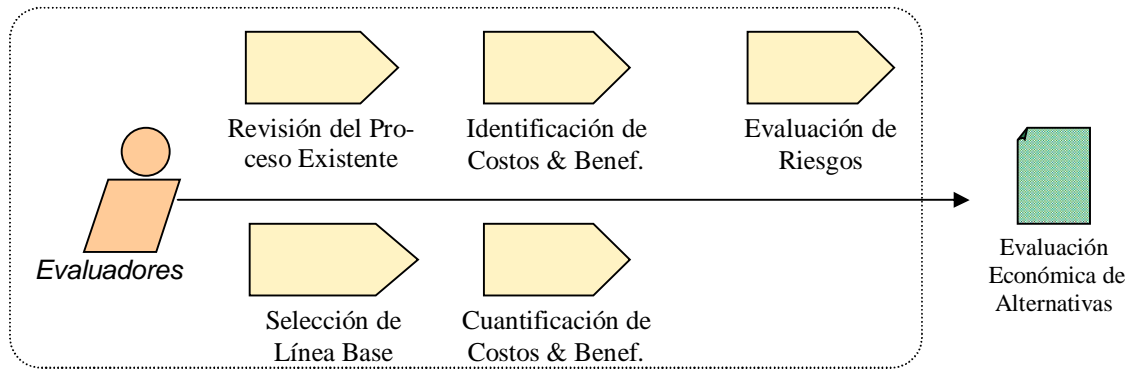 Revisión del Pro-
ceso Existente
Identificación de
Costos & Benef.
Evaluación de
Riesgos
Evaluadores
Selección de
Línea Base
Cuantificación de
Costos & Benef.
Evaluación
Económica de
Alternativas